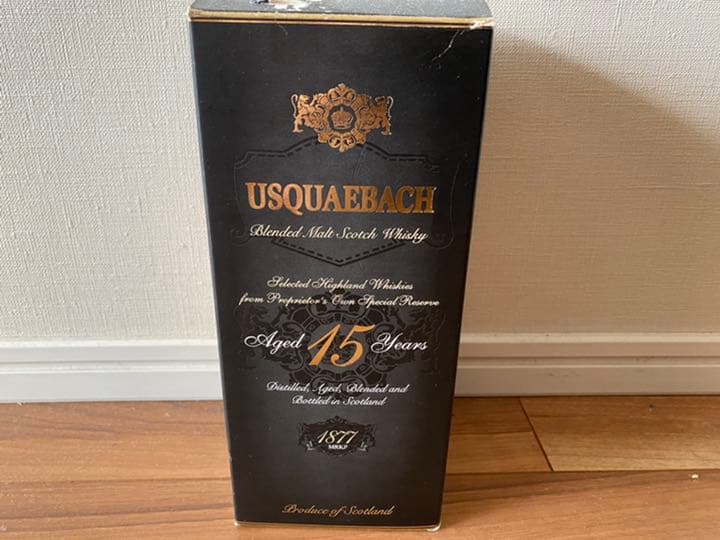 USQUAEBACH
Blended Malt Scotch Whisky
Selected Highland Whiskies
from Proprietor's Own Special Reserve
Aged 15 Years
Distilled, Aged, Blended and
Bottled in Scotland
1877
MRKP
Produce of Scotland